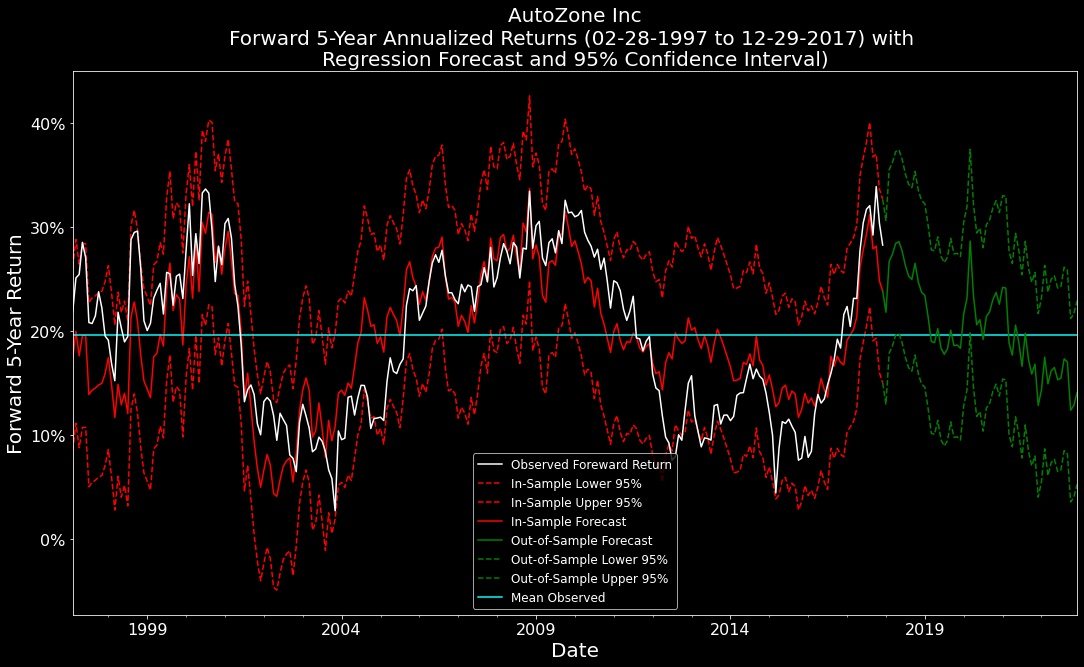 AutoZone Inc
Forward 5-Year Annualized Returns (02-28-1997 to 12-29-2017) with
Regression Forecast and 95% Confidence Interval)
Forward 5-Year Return
40%
30%
20%
10%
0%
Observed Foreward Return
In-Sample Lower 95%
In-Sample Upper 95%
In-Sample Forecast
Out-of-Sample Forecast
Out-of-Sample Lower 95%
Out-of-Sample Upper 95%
Mean Observed
1999 2004 2009 2014 2019
Date